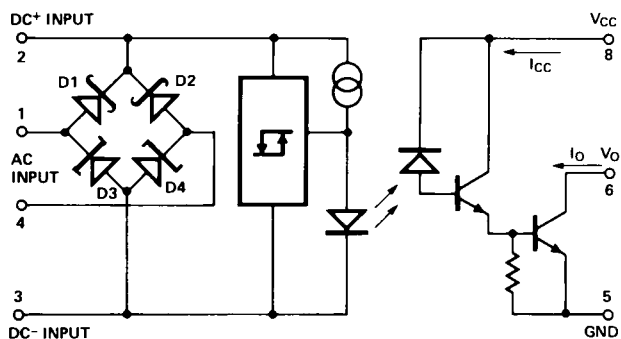 DC+ INPUT
2
D1
D2
1
AC
INPUT
D3
D4
4
3
DC– INPUT
VCC
8
ICC
IO
VO
6
5
GND